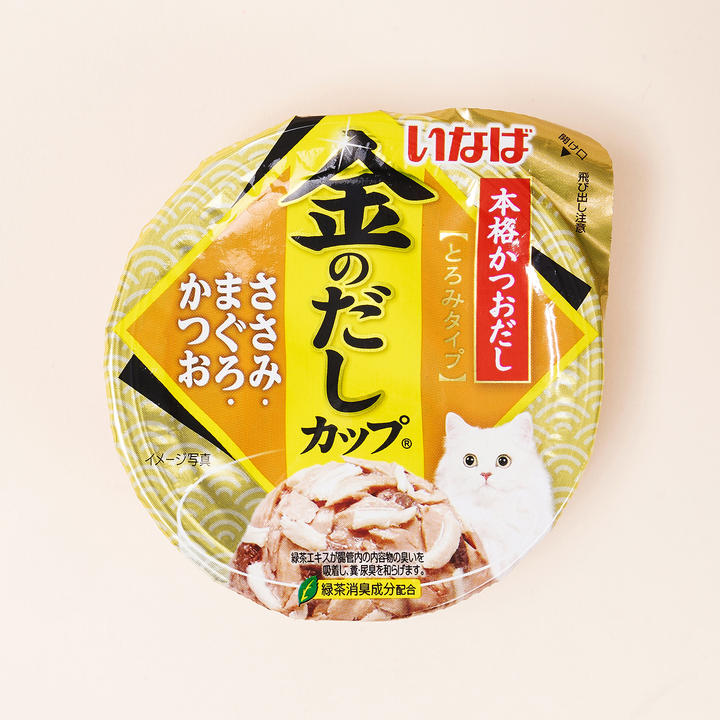 いなば
開け口
飛び出し注意
本格かつおだし
【とろみタイプ】
金のだし
カップ®
ささみ・
まぐろ・
かつお
イメージ写真
緑茶エキスが腸管内の内容物の臭いを
吸着し、糞・尿臭を和らげます。
緑茶消臭成分配合